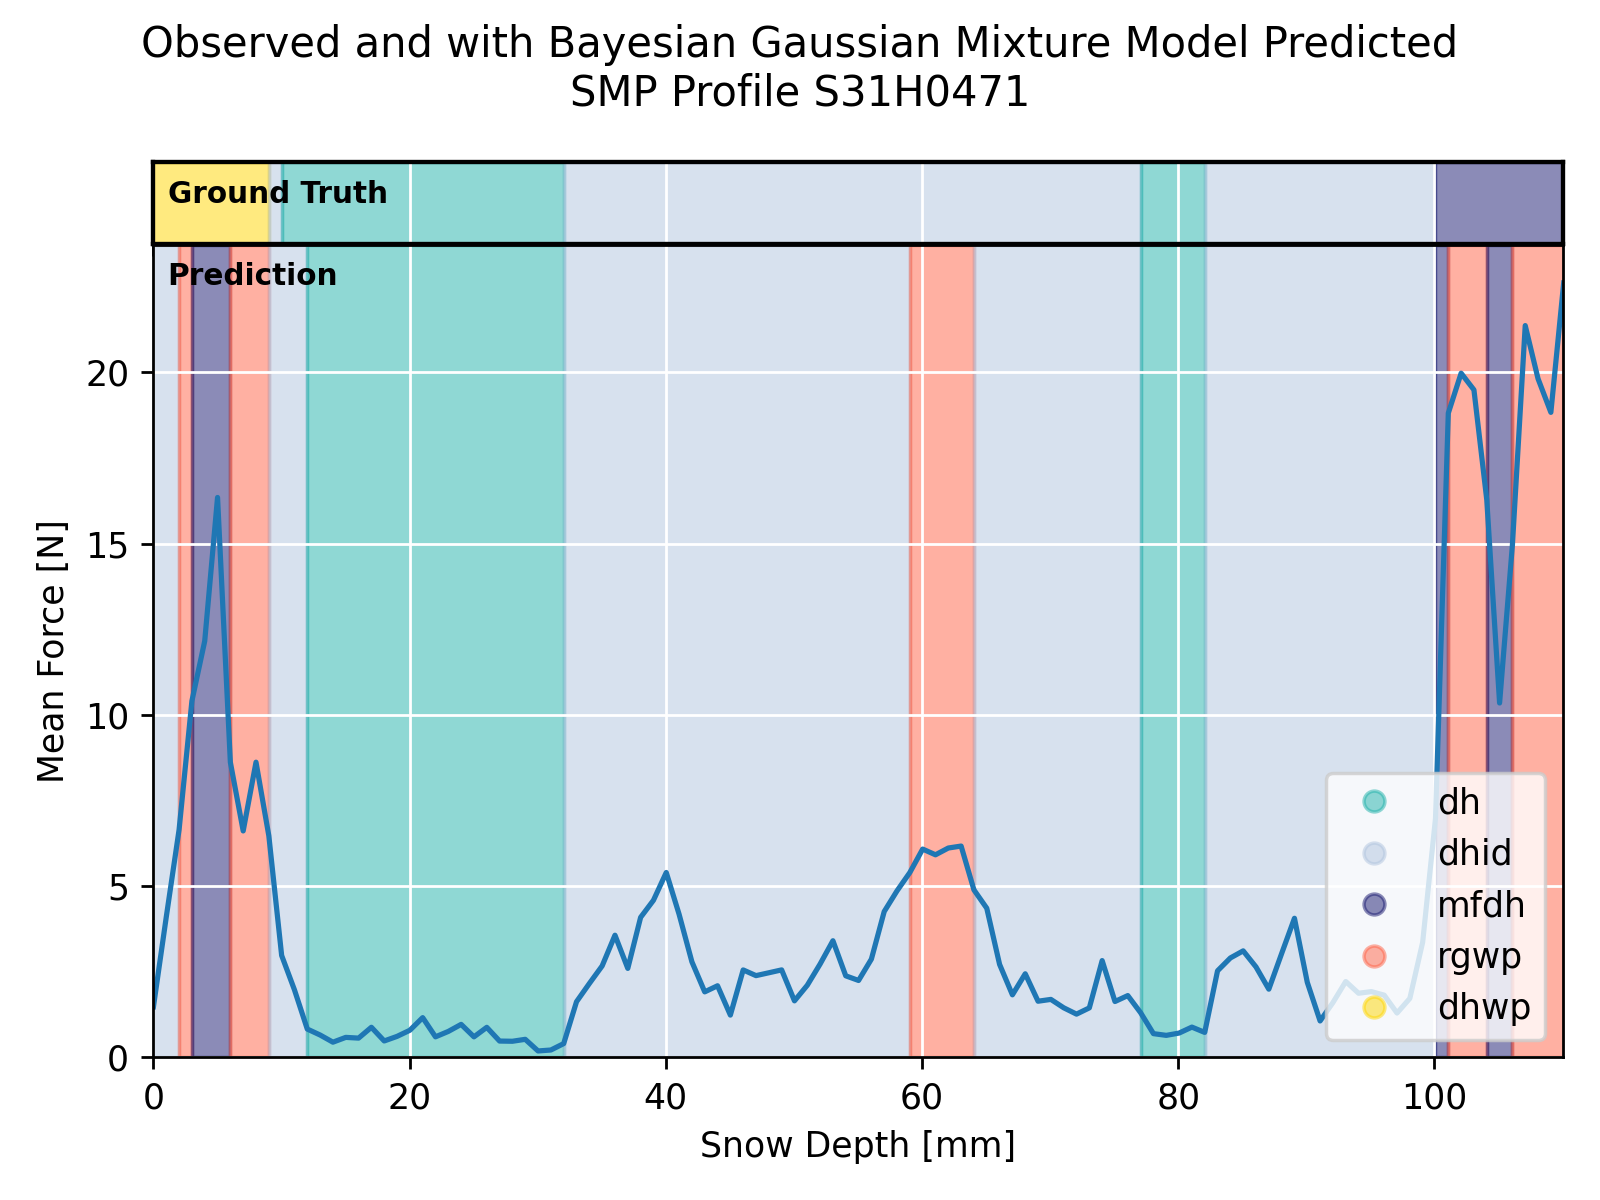 Observed and with Bayesian Gaussian Mixture Model Predicted
SMP Profile S31H0471
Ground Truth
Prediction
20
15
10
5
0
Mean Force [N]
dh
dhid
mfdh
rgwp
dhwp
0 20 40 60 80 100
Snow Depth [mm]